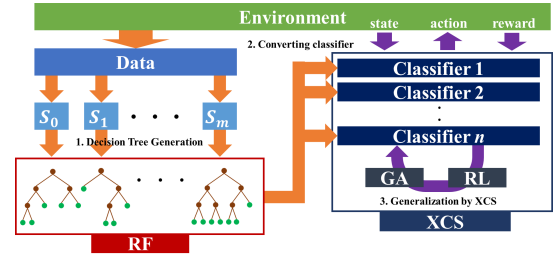 Environment
state action reward
2. Converting classifier
Data
Classifier 1
Classifier 2
S0 S1 Sm
Classifier n
1. Decision Tree Generation
GA RL
3. Generalization by XCS
RF
XCS